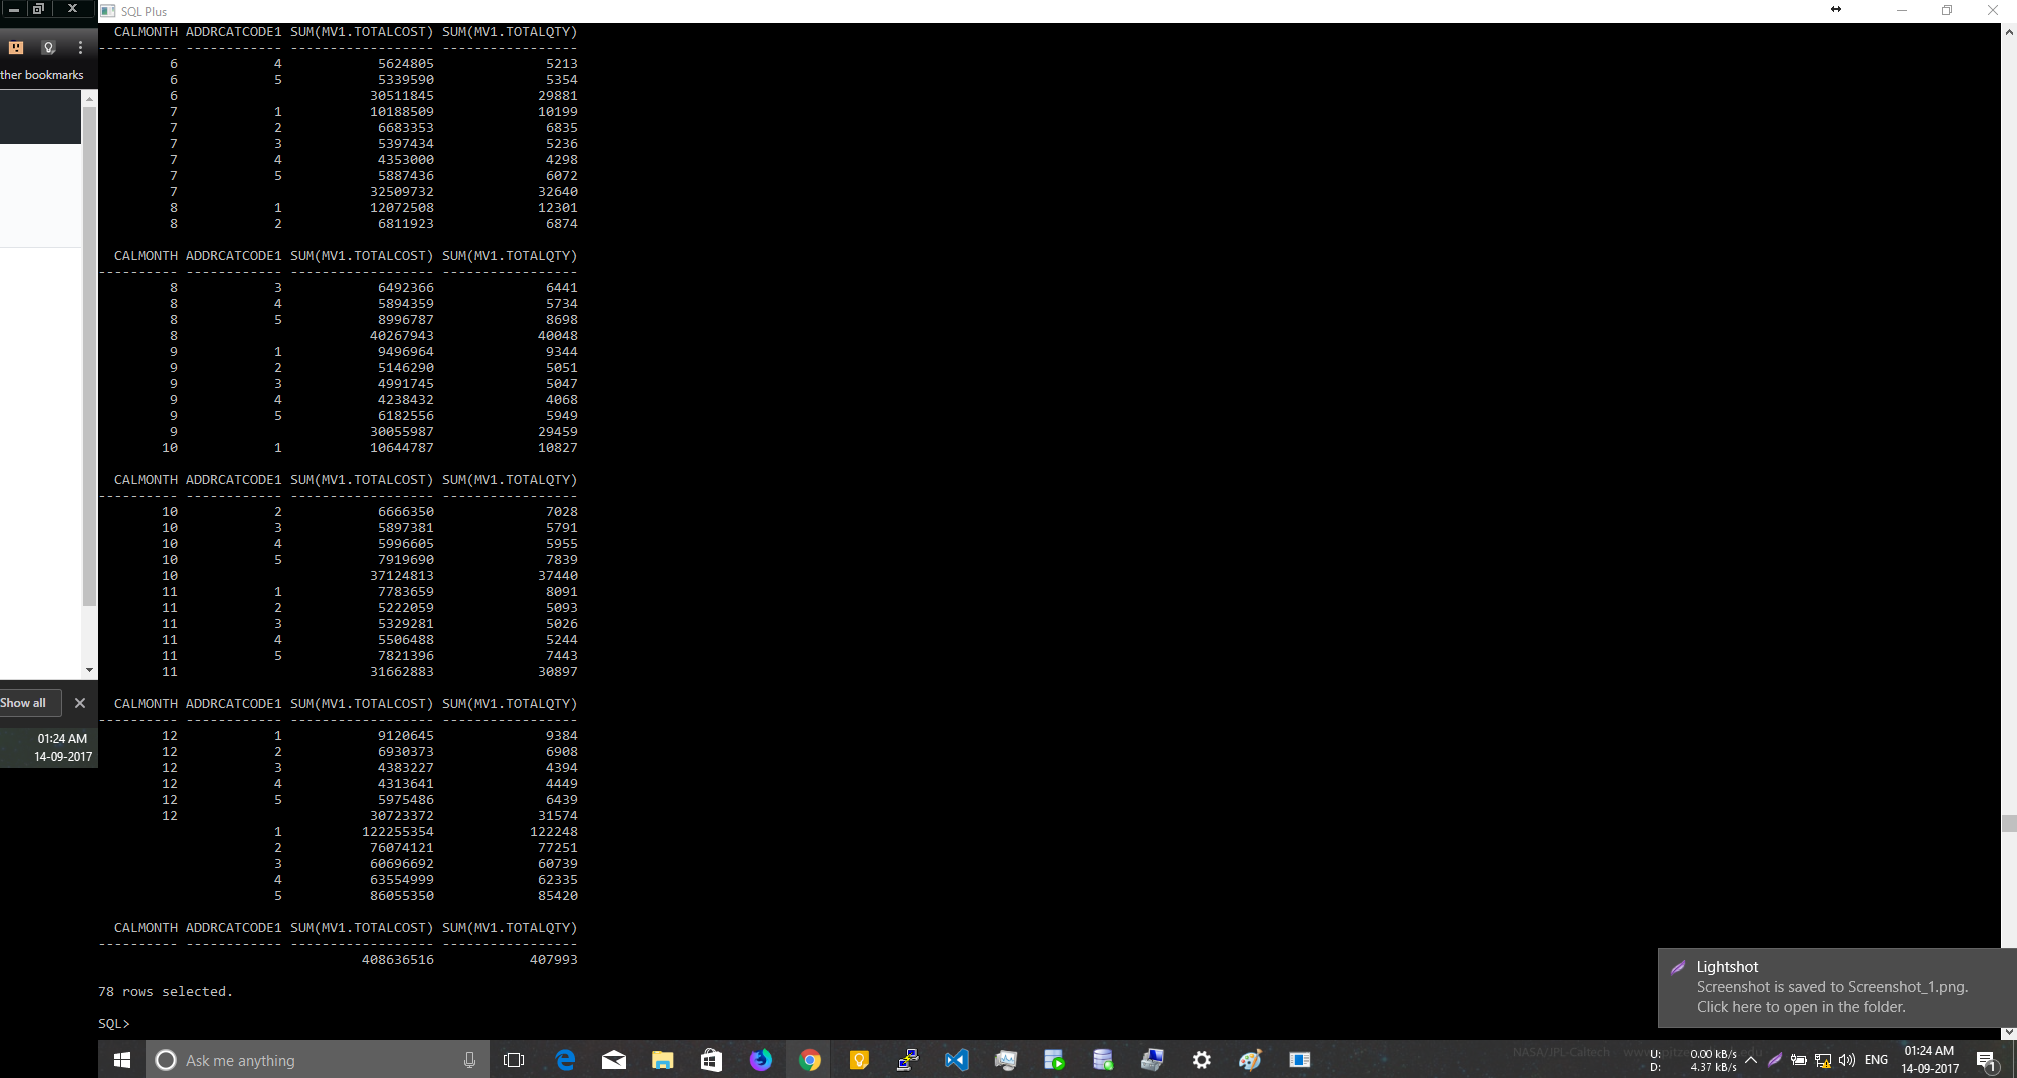 SQL Plus
CALMONTH ADDRCATCODE1 SUM(MV1.TOTALCOST) SUM(MV1.TOTALQTY)
---------- ------------ ------------------ -----------------
6 4 5624805 5213
6 5 5339590 5354
6 30511845 29881
7 1 10188509 10199
7 2 6683353 6835
7 3 5397434 5236
7 4 4353000 4298
7 5 5887436 6072
7 32509732 32640
8 1 12072508 12301
8 2 6811923 6874
CALMONTH ADDRCATCODE1 SUM(MV1.TOTALCOST) SUM(MV1.TOTALQTY)
---------- ------------ ------------------ -----------------
8 3 6492366 6441
8 4 5894359 5734
8 5 8996787 8698
8 40267943 40048
9 1 9496964 9344
9 2 5146290 5051
9 3 4991745 5047
9 4 4238432 4068
9 5 6182556 5949
9 30055987 29459
10 1 10644787 10827
CALMONTH ADDRCATCODE1 SUM(MV1.TOTALCOST) SUM(MV1.TOTALQTY)
---------- ------------ ------------------ -----------------
10 2 6666350 7028
10 3 5897381 5791
10 4 5996605 5955
10 5 7919690 7839
10 37124813 37440
11 1 7783659 8091
11 2 5222059 5093
11 3 5329281 5026
11 4 5506488 5244
11 5 7821396 7443
11 31662883 30897
CALMONTH ADDRCATCODE1 SUM(MV1.TOTALCOST) SUM(MV1.TOTALQTY)
---------- ------------ ------------------ -----------------
12 1 9120645 9384
12 2 6930373 6908
12 3 4383227 4394
12 4 4313641 4449
12 5 5975486 6439
12 30723372 31574
1 122255354 122248
2 76074121 77251
3 60696692 60739
4 63554999 62335
5 86055350 85420
CALMONTH ADDRCATCODE1 SUM(MV1.TOTALCOST) SUM(MV1.TOTALQTY)
---------- ------------ ------------------ -----------------
408636516 407993
78 rows selected.
SQL>
ther bookmarks
Show all
01:24 AM
14-09-2017
Lightshot
Screenshot is saved to Screenshot_1.png.
Click here to open in the folder.
Ask me anything
NASA/JPL-Caltech
U: 0.00 kB/s
D: 4.37 kB/s
ENG
01:24 AM
14-09-2017
1